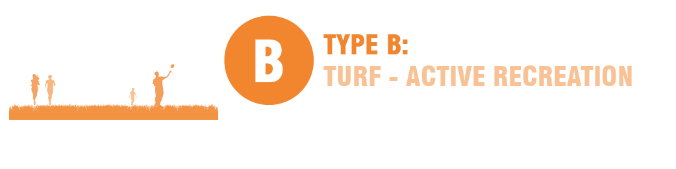 B
TYPE B:
TURF - ACTIVE RECREATION